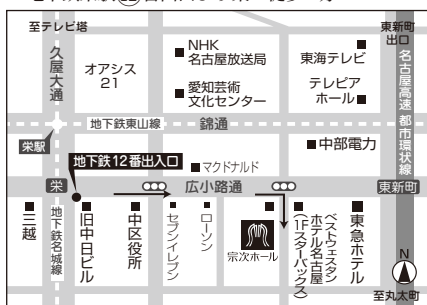 至テレビ塔
東新町
出口
久屋大通
オアシス
21
■NHK
名古屋放送局
■愛知芸術
文化センター
東海テレビ
■
テレピア
ホール■
名古屋高速 都市環状線
地下鉄東山線
錦通
栄駅
■中部電力
地下鉄12番出入口
■マクドナルド
栄
広小路通
東新町
■三越
地下鉄名城線
■旧中日ビル
■中区役所
■セブンイレブン
■ローソン
■
宗次ホール
■ベストウェスタン
ホテル名古屋
(1Fスターバックス)
■東急ホテル
N
至丸太町